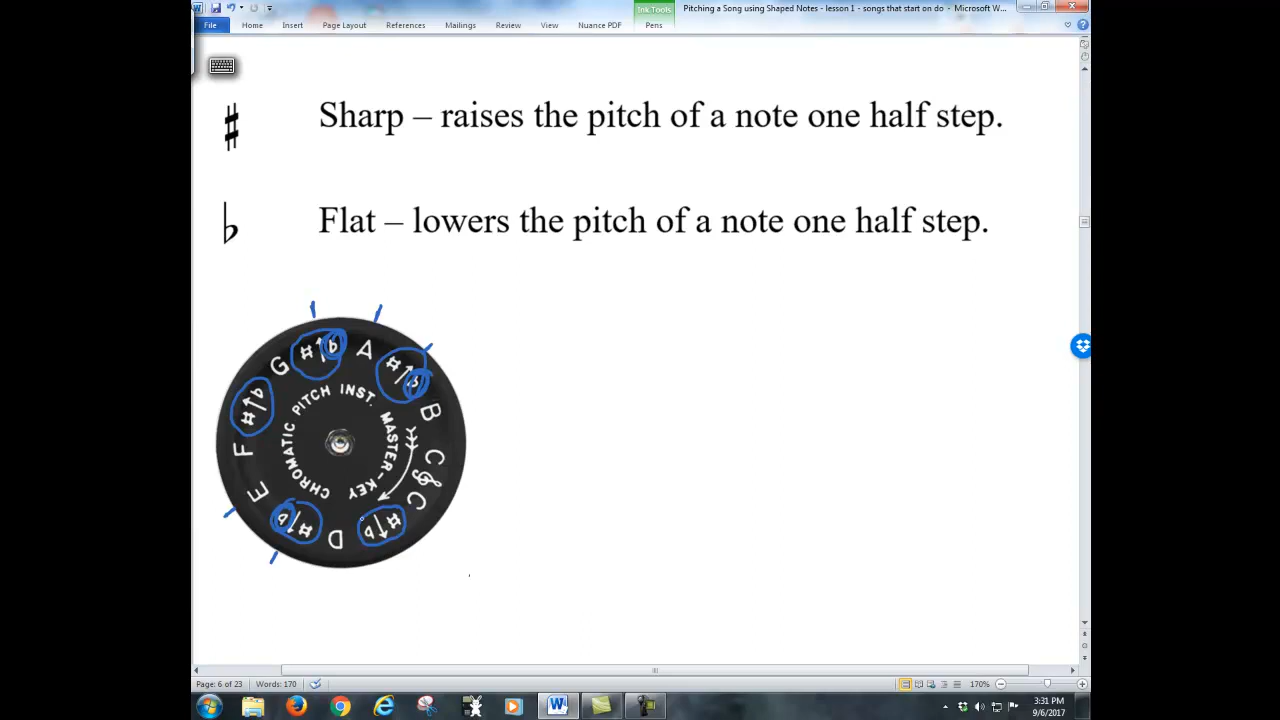 Ink Tools
Pitching a Song using Shaped Notes - lesson 1 - songs that start on do - Microsoft W...
File Home Insert Page Layout References Mailings Review View Nuance PDF Pens
♯ Sharp – raises the pitch of a note one half step.
♭ Flat – lowers the pitch of a note one half step.
G ♯↑♭ A ♯↑♭ B C C ♯↑♭ D ♯↑♭ E F ♯↑♭
CHROMATIC PITCH INST. MASTER-KEY
Page: 6 of 23 Words: 170 170%
3:31 PM
9/6/2017